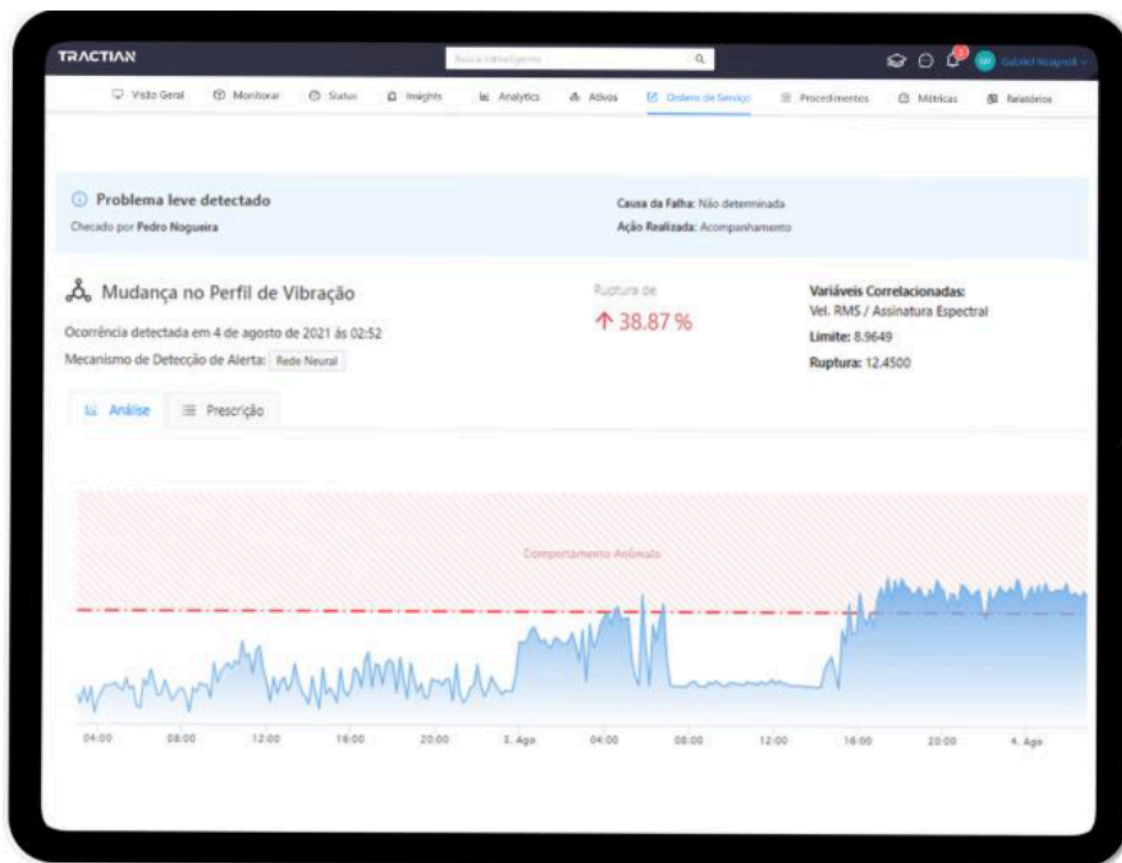 TRACTIAN
Busca Inteligente
Visão Geral Monitorar Status Insights Analytics Ativos Ordens de Serviço Procedimentos Métricas Relatórios
Problema leve detectado
Checado por Pedro Nogueira
Causa da Falha: Não determinada
Ação Realizada: Acompanhamento
Mudança no Perfil de Vibração
Ocorrência detectada em 4 de agosto de 2021 ás 02:52
Mecanismo de Detecção de Alerta: Rede Neural
Ruptura de
38.87 %
Variáveis Correlacionadas:
Vel. RMS / Assinatura Espectral
Limite: 8.9649
Ruptura: 12.4500
Análise Prescrição
Comportamento Anômalo
04:00 08:00 12:00 16:00 20:00 3. Ago 04:00 08:00 12:00 16:00 20:00 4. Ago